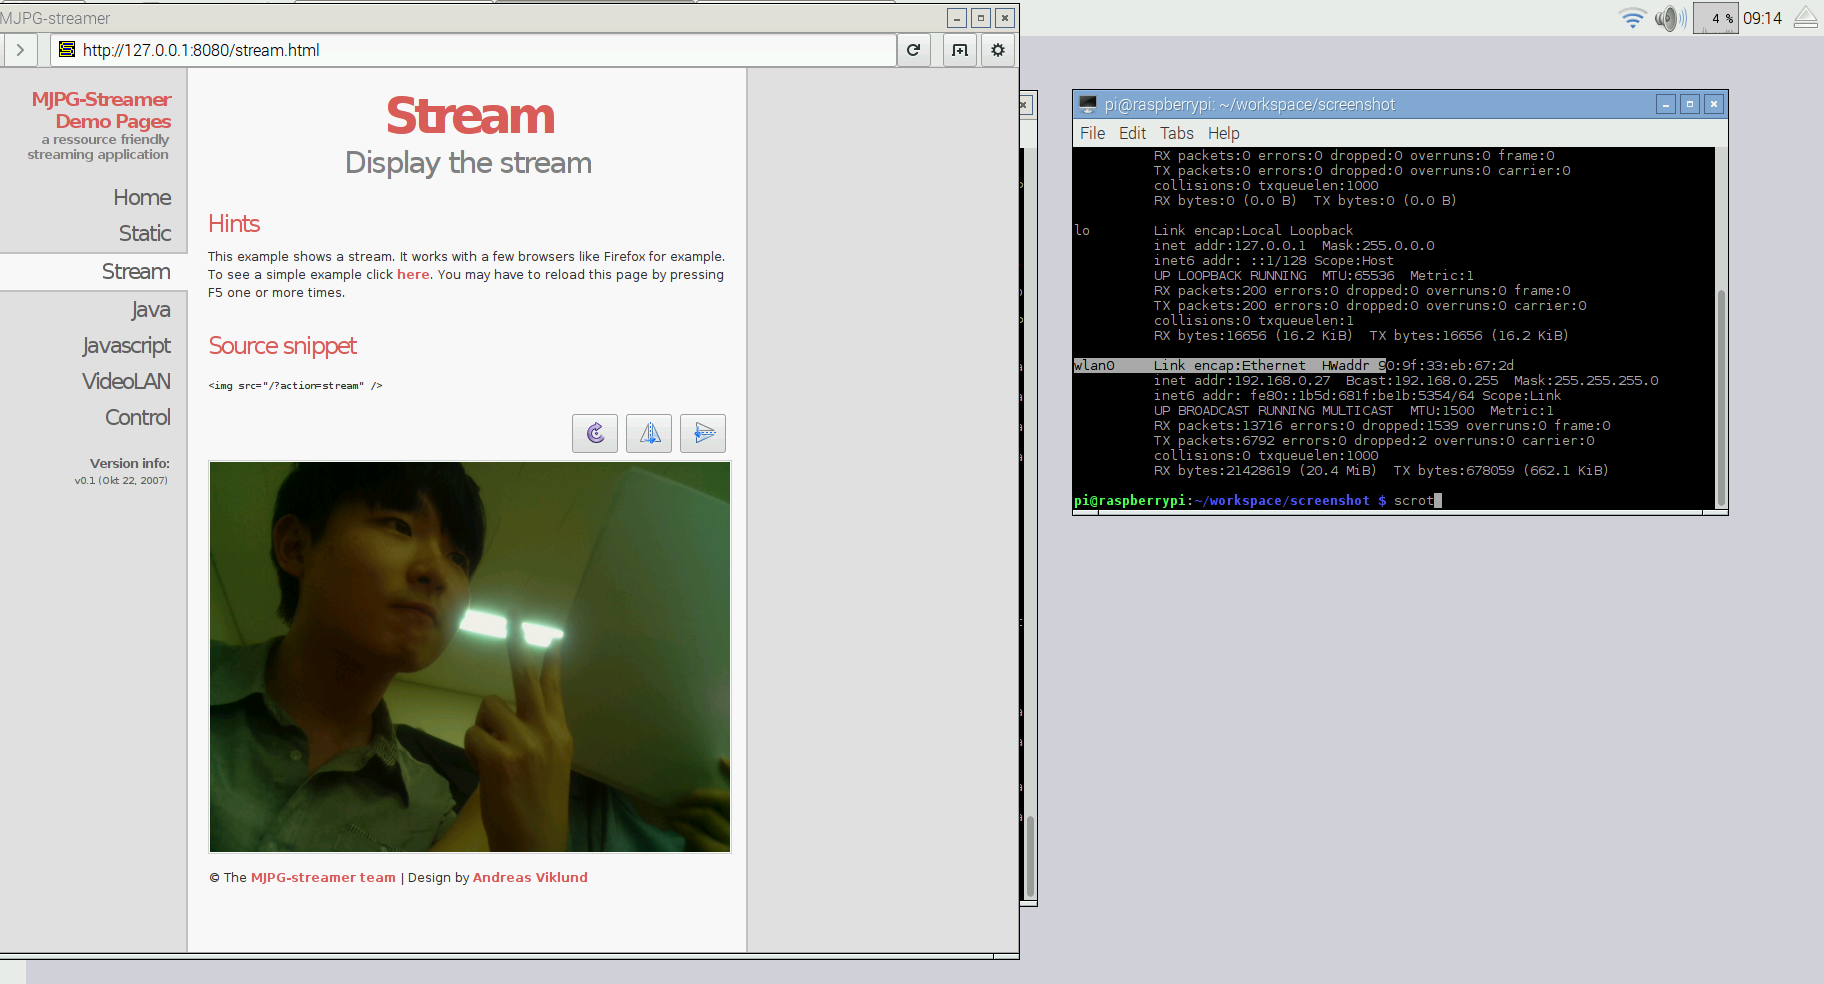 MJPG-streamer
http://127.0.0.1:8080/stream.html
4 %
09:14
MJPG-Streamer
Demo Pages
a ressource friendly
streaming application
Home
Static
Stream
Java
Javascript
VideoLAN
Control
Version info:
v0.1 (Okt 22, 2007)
Stream
Display the stream
Hints
This example shows a stream. It works with a few browsers like Firefox for example.
To see a simple example click here. You may have to reload this page by pressing
F5 one or more times.
Source snippet
<img src="/?action=stream" />
© The MJPG-streamer team | Design by Andreas Viklund
pi@raspberrypi: ~/workspace/screenshot
File Edit Tabs Help
RX packets:0 errors:0 dropped:0 overruns:0 frame:0
TX packets:0 errors:0 dropped:0 overruns:0 carrier:0
collisions:0 txqueuelen:1000
RX bytes:0 (0.0 B)  TX bytes:0 (0.0 B)
lo Link encap:Local Loopback
inet addr:127.0.0.1  Mask:255.0.0.0
inet6 addr: ::1/128 Scope:Host
UP LOOPBACK RUNNING  MTU:65536  Metric:1
RX packets:200 errors:0 dropped:0 overruns:0 frame:0
TX packets:200 errors:0 dropped:0 overruns:0 carrier:0
collisions:0 txqueuelen:1
RX bytes:16656 (16.2 KiB)  TX bytes:16656 (16.2 KiB)
wlan0 Link encap:Ethernet  HWaddr 90:9f:33:eb:67:2d
inet addr:192.168.0.27  Bcast:192.168.0.255  Mask:255.255.255.0
inet6 addr: fe80::1b5d:681f:be1b:5354/64 Scope:Link
UP BROADCAST RUNNING MULTICAST  MTU:1500  Metric:1
RX packets:13716 errors:0 dropped:1539 overruns:0 frame:0
TX packets:6792 errors:0 dropped:2 overruns:0 carrier:0
collisions:0 txqueuelen:1000
RX bytes:21428619 (20.4 MiB)  TX bytes:678059 (662.1 KiB)
pi@raspberrypi:~/workspace/screenshot $ scrot